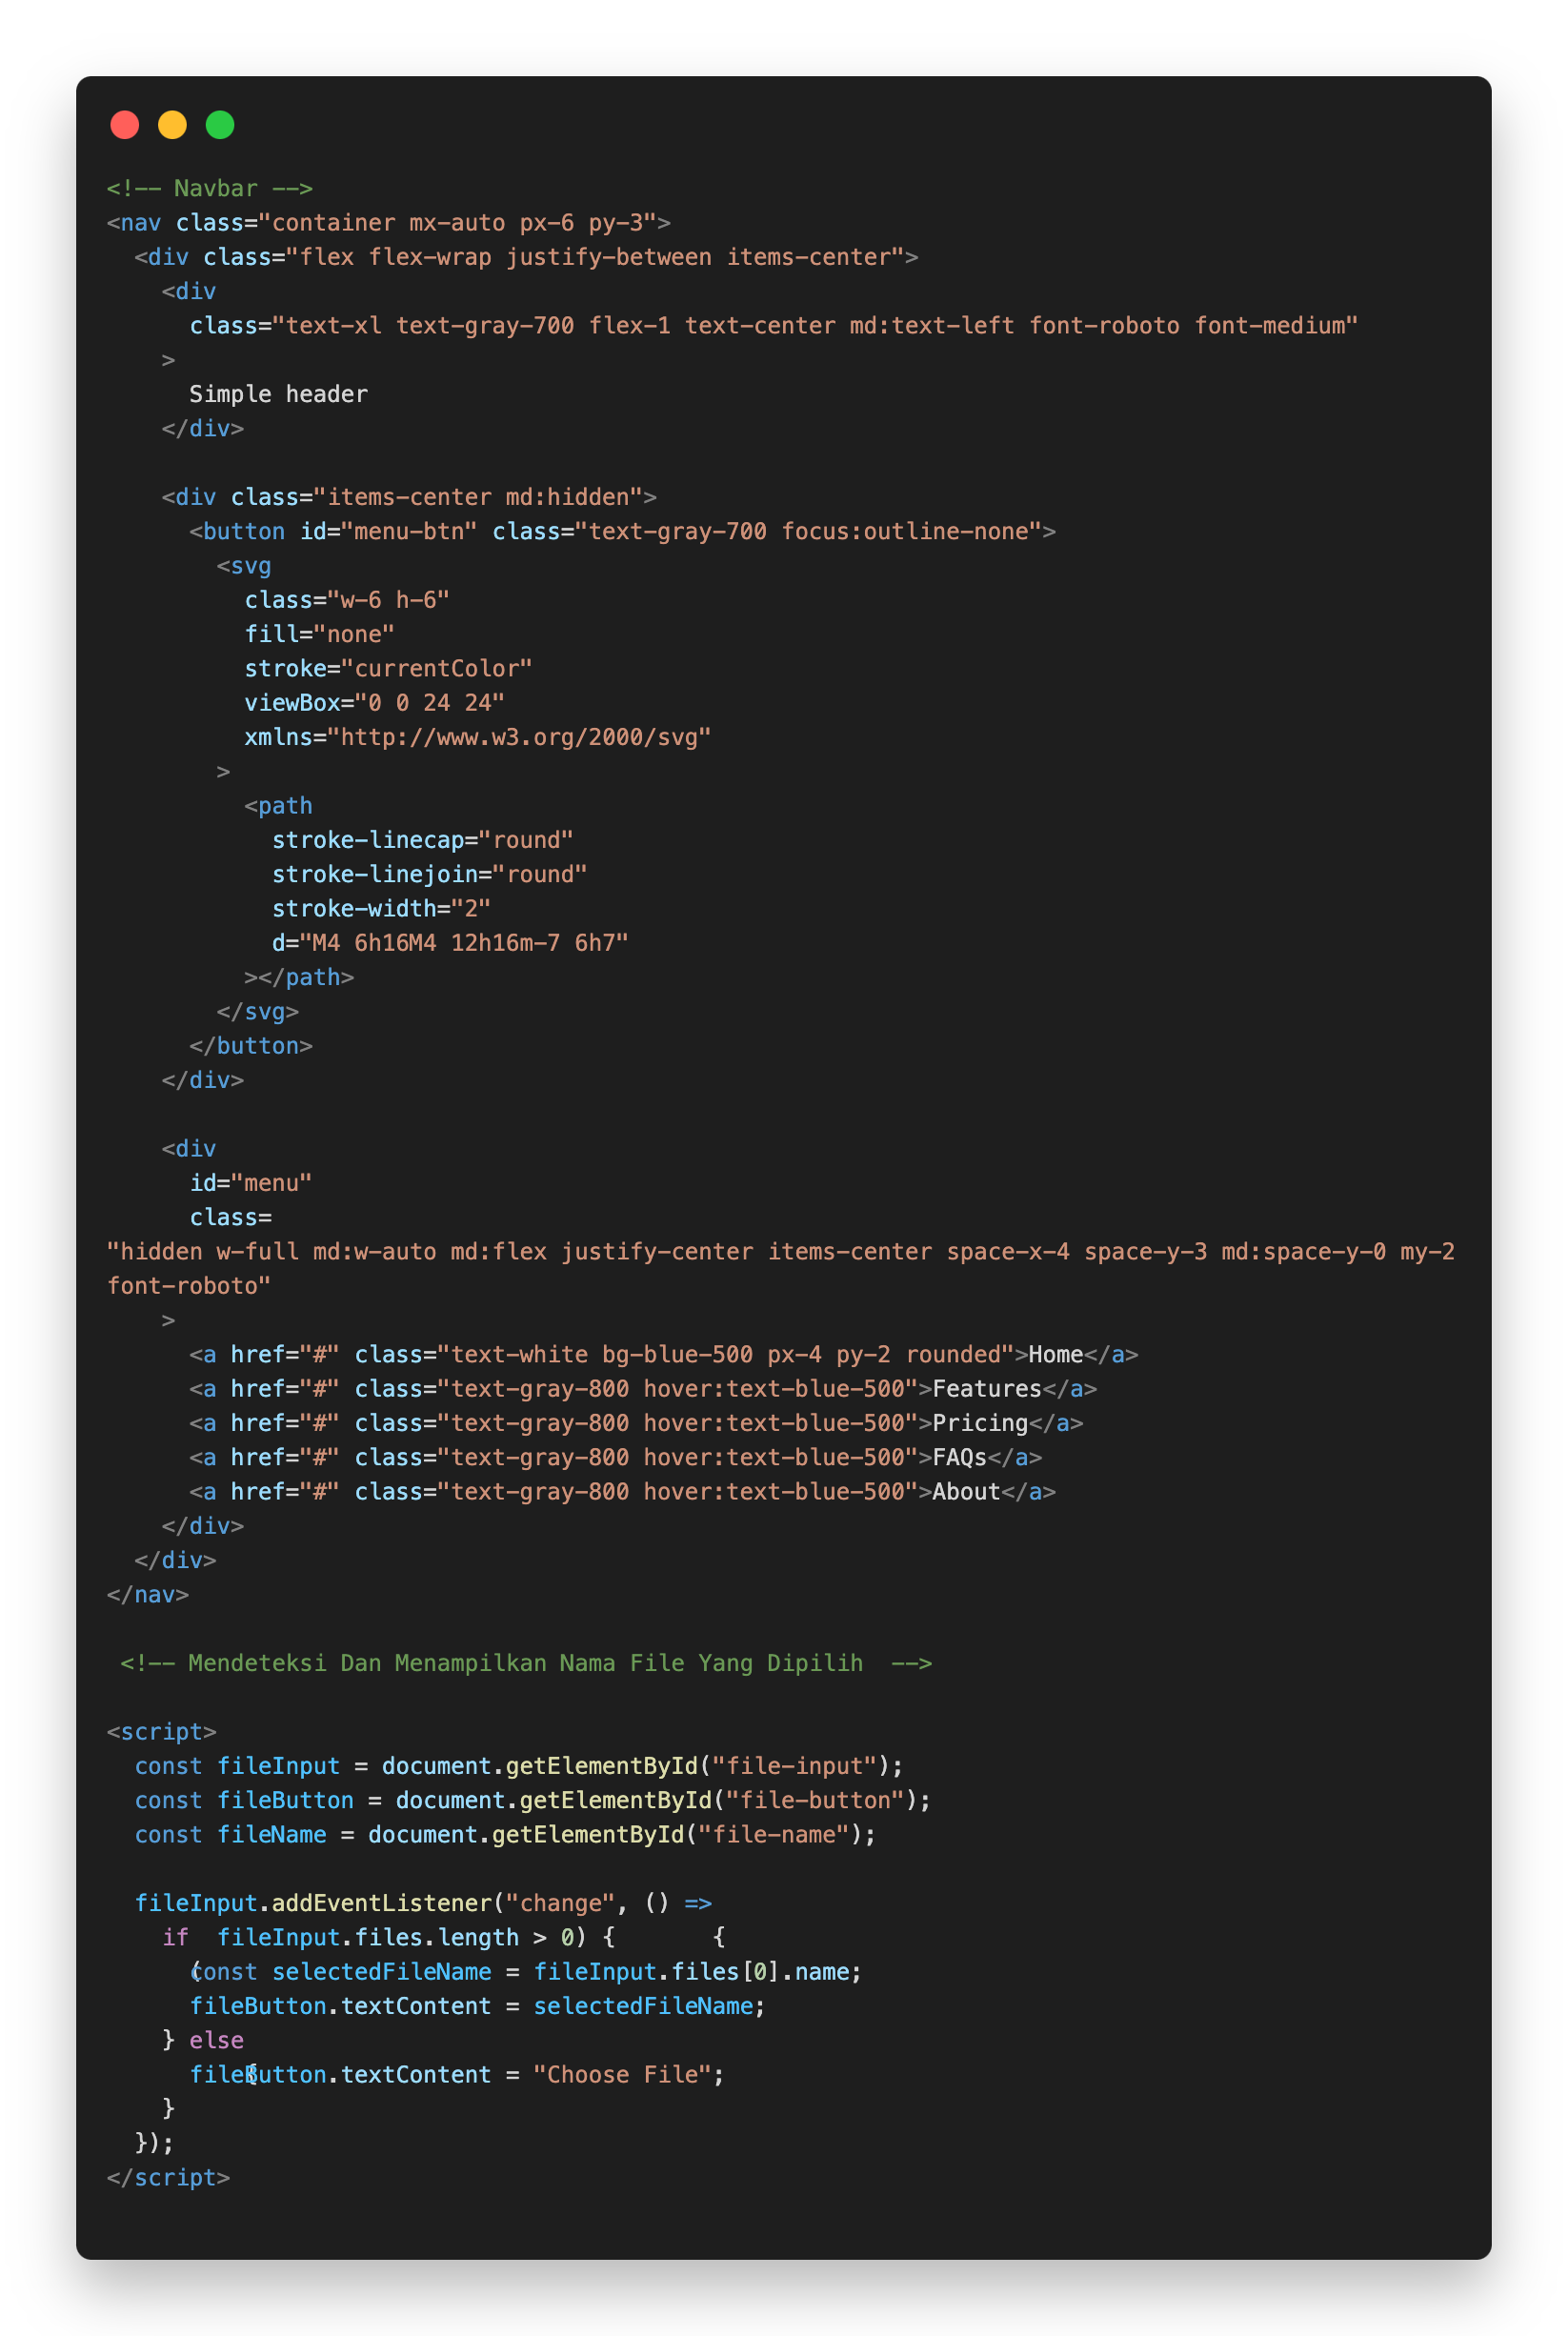 <!-- Navbar -->
<nav class="container mx-auto px-6 py-3">
  <div class="flex flex-wrap justify-between items-center">
    <div
      class="text-xl text-gray-700 flex-1 text-center md:text-left font-roboto font-medium"
    >
      Simple header
    </div>

    <div class="items-center md:hidden">
      <button id="menu-btn" class="text-gray-700 focus:outline-none">
        <svg
          class="w-6 h-6"
          fill="none"
          stroke="currentColor"
          viewBox="0 0 24 24"
          xmlns="http://www.w3.org/2000/svg"
        >
          <path
            stroke-linecap="round"
            stroke-linejoin="round"
            stroke-width="2"
            d="M4 6h16M4 12h16m-7 6h7"
          ></path>
        </svg>
      </button>
    </div>

    <div
      id="menu"
      class=
"hidden w-full md:w-auto md:flex justify-center items-center space-x-4 space-y-3 md:space-y-0 my-2
font-roboto"
    >
      <a href="#" class="text-white bg-blue-500 px-4 py-2 rounded">Home</a>
      <a href="#" class="text-gray-800 hover:text-blue-500">Features</a>
      <a href="#" class="text-gray-800 hover:text-blue-500">Pricing</a>
      <a href="#" class="text-gray-800 hover:text-blue-500">FAQs</a>
      <a href="#" class="text-gray-800 hover:text-blue-500">About</a>
    </div>
  </div>
</nav>

 <!-- Mendeteksi Dan Menampilkan Nama File Yang Dipilih  -->

<script>
  const fileInput = document.getElementById("file-input");
  const fileButton = document.getElementById("file-button");
  const fileName = document.getElementById("file-name");

  fileInput.addEventListener("change", () =>
    if  fileInput.files.length > 0) {       {
      (const selectedFileName = fileInput.files[0].name;
      fileButton.textContent = selectedFileName;
    } else
      fileButton.textContent = "Choose File";
      {
    }
  });
</script>